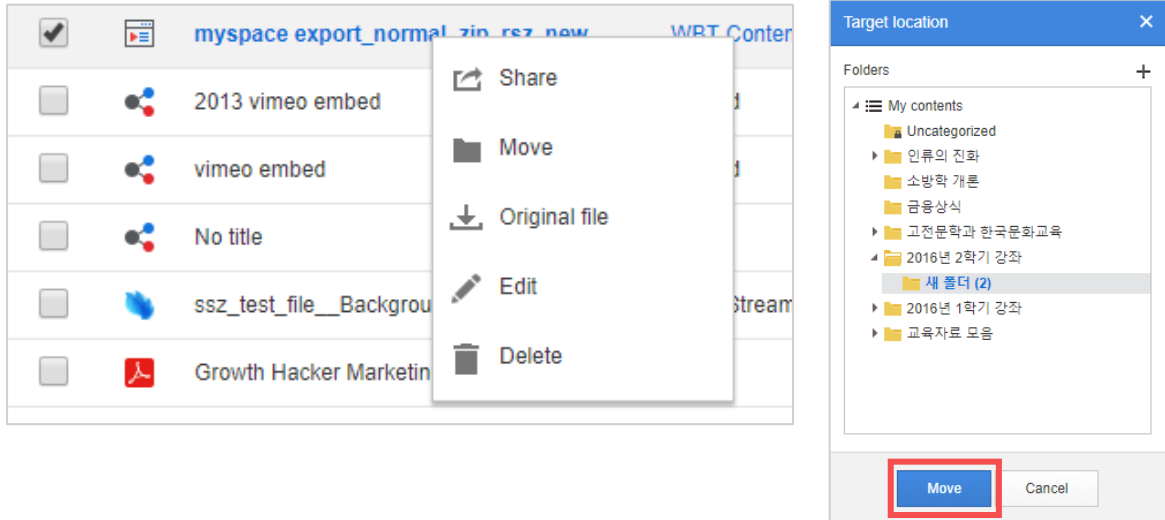 myspace export_normal_zip_rsz_new WBT Conten
Share
2013 vimeo embed
Move
vimeo embed
Original file
No title
Edit
ssz_test_file__Backgrou Stream
Delete
Growth Hacker Marketin
Target location
Folders
My contents
Uncategorized
인류의 진화
소방학 개론
금융상식
고전문학과 한국문화교육
2016년 2학기 강좌
새 폴더 (2)
2016년 1학기 강좌
교육자료 모음
Move Cancel